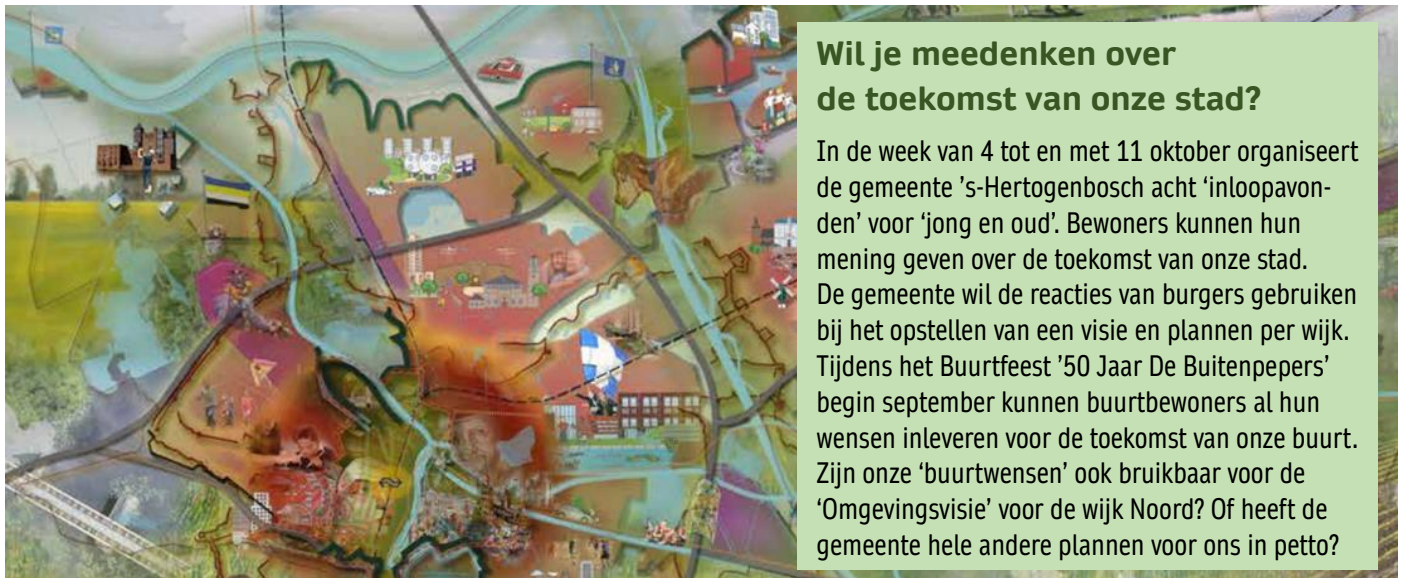 Wil je meedenken over
de toekomst van onze stad?
In de week van 4 tot en met 11 oktober organiseert
de gemeente ’s-Hertogenbosch acht ‘inloopavon-
den’ voor ‘jong en oud’. Bewoners kunnen hun
mening geven over de toekomst van onze stad.
De gemeente wil de reacties van burgers gebruiken
bij het opstellen van een visie en plannen per wijk.
Tijdens het Buurtfeest ’50 Jaar De Buitenpepers’
begin september kunnen buurtbewoners al hun
wensen inleveren voor de toekomst van onze buurt.
Zijn onze ‘buurtwensen’ ook bruikbaar voor de
‘Omgevingsvisie’ voor de wijk Noord? Of heeft de
gemeente hele andere plannen voor ons in petto?